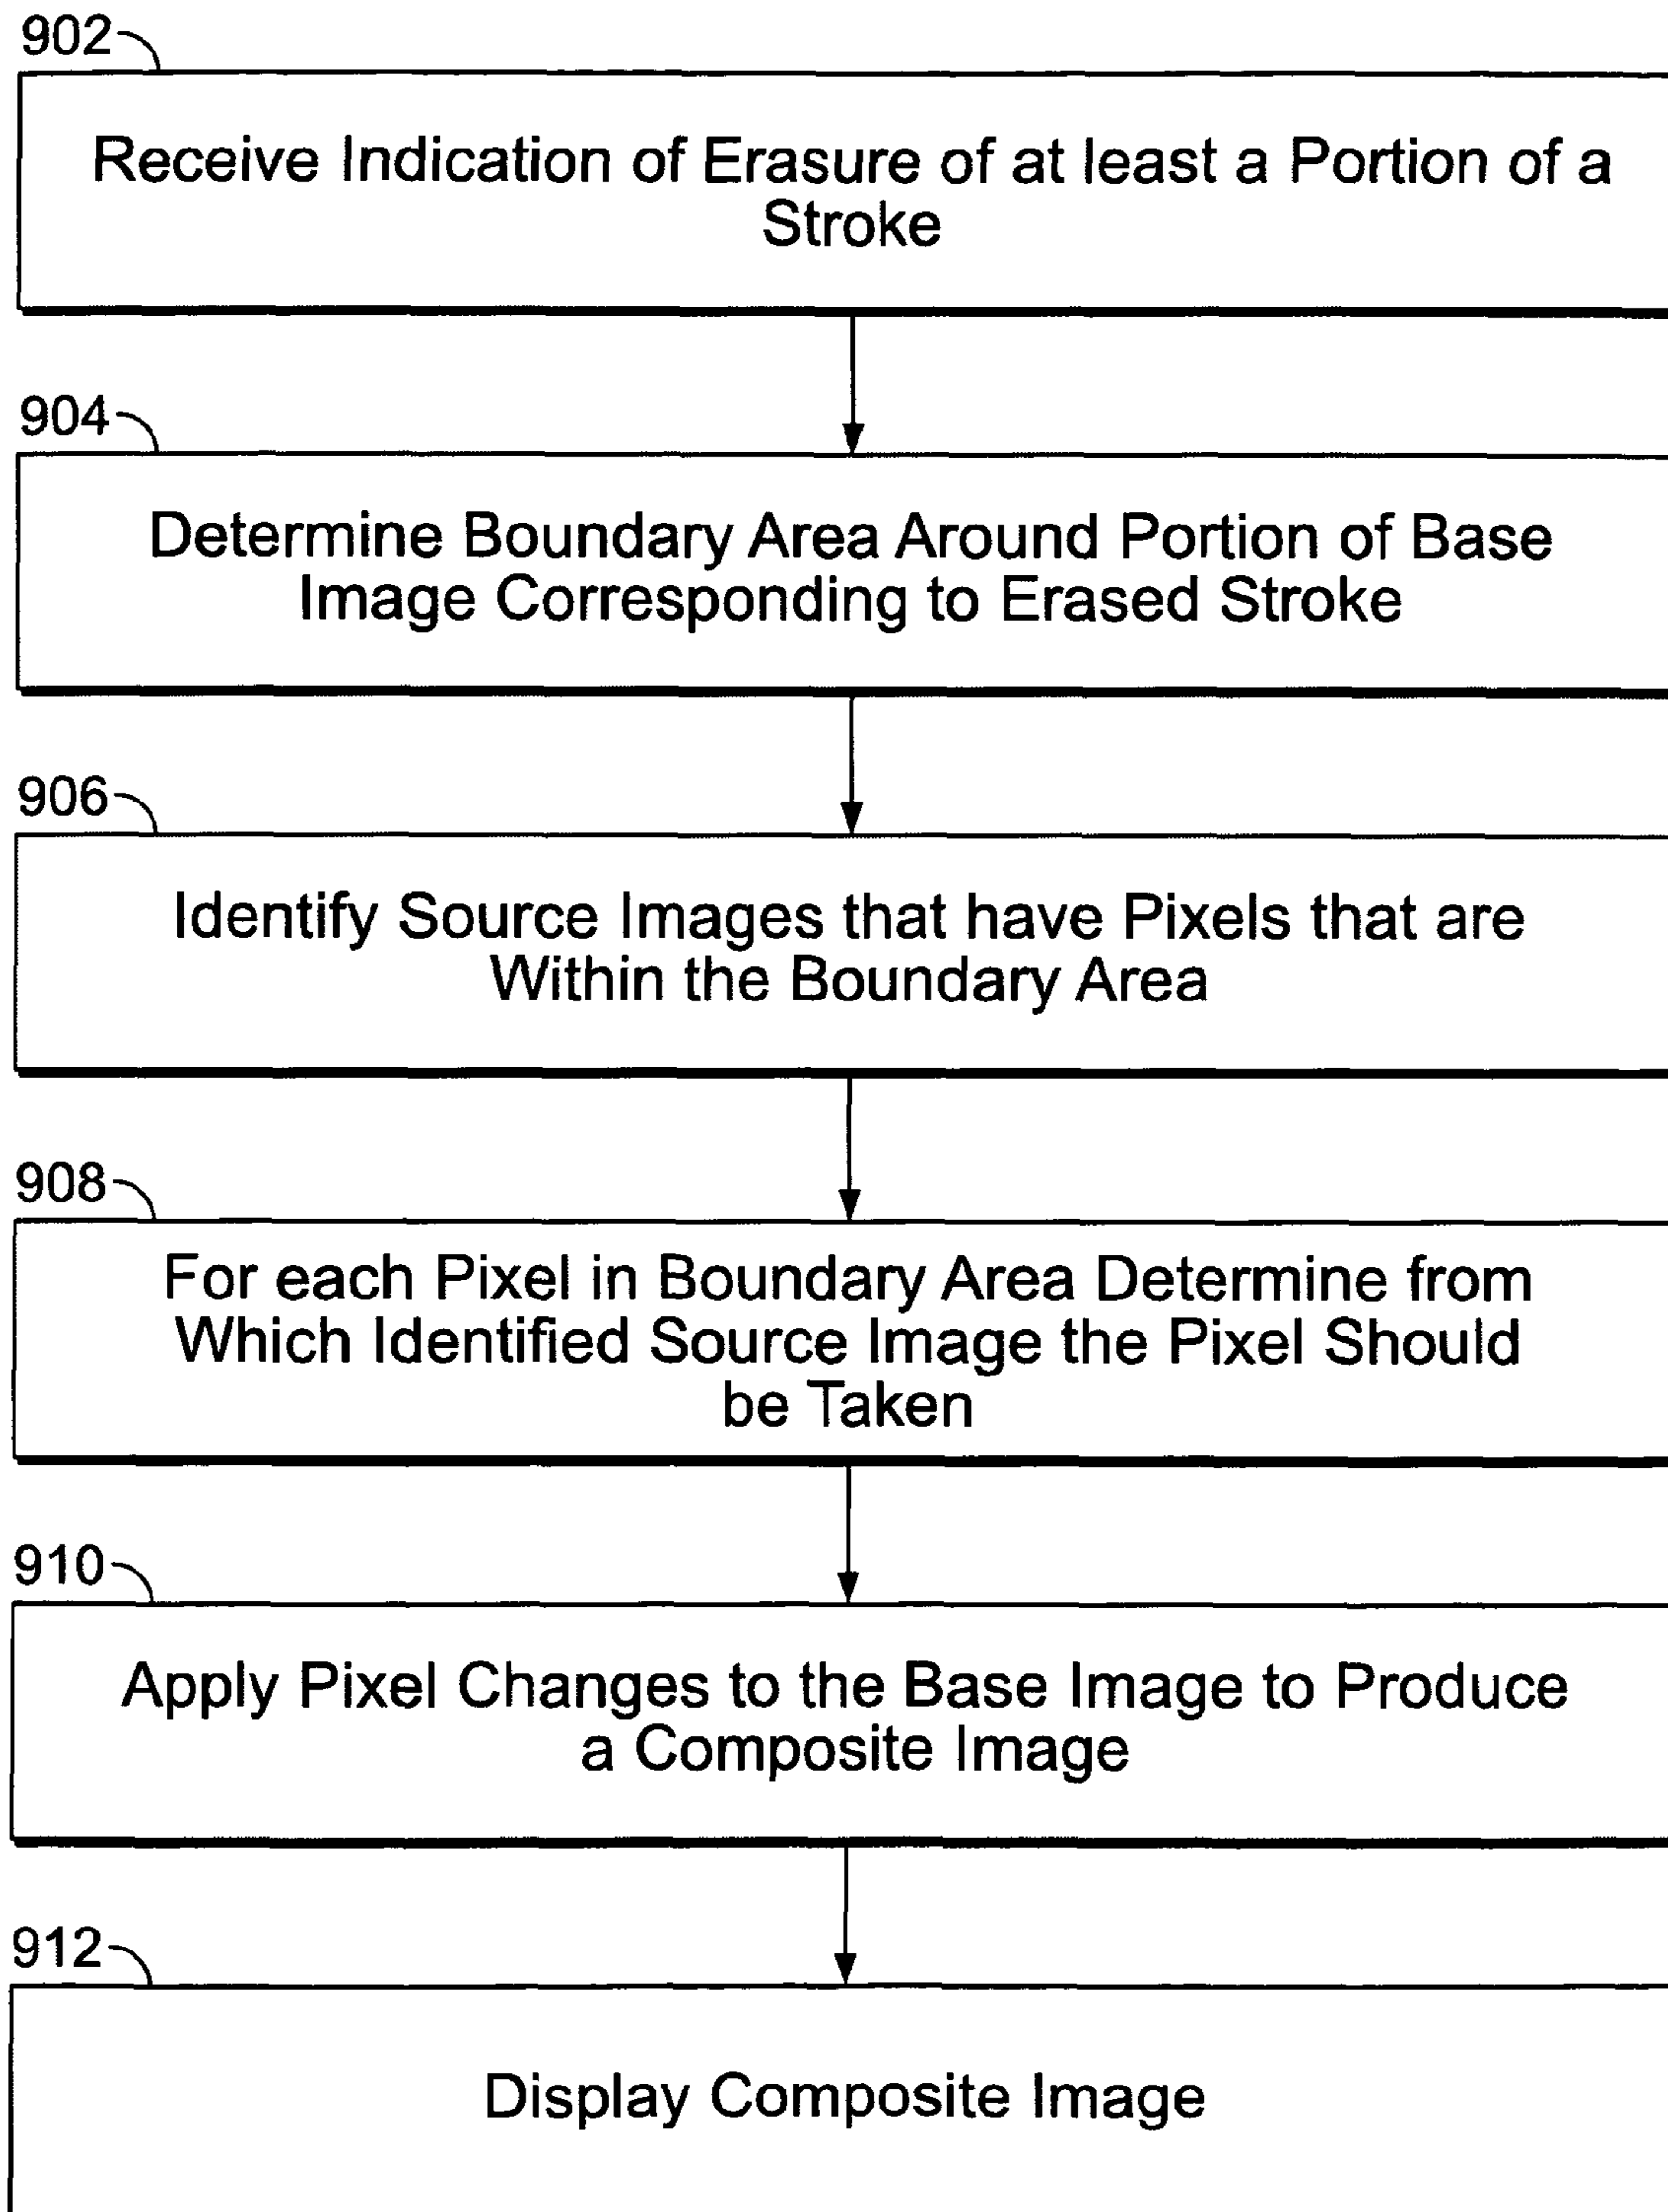 902
Receive Indication of Erasure of at least a Portion of a
Stroke
904
Determine Boundary Area Around Portion of Base
Image Corresponding to Erased Stroke
906
Identify Source Images that have Pixels that are
Within the Boundary Area
908
For each Pixel in Boundary Area Determine from
Which Identified Source Image the Pixel Should
be Taken
910
Apply Pixel Changes to the Base Image to Produce
a Composite Image
912
Display Composite Image